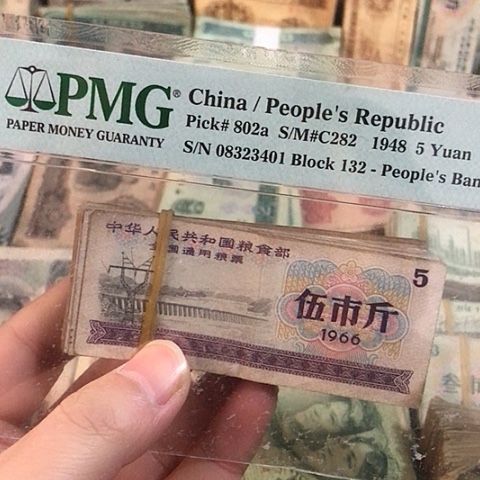 PMG®
PAPER MONEY GUARANTY
China / People's Republic
Pick# 802a S/M#C282 1948 5 Yuan
S/N 08323401 Block 132 - People's Ban
中华人民共和国粮食部
全国通用粮票
5
伍市斤
1966